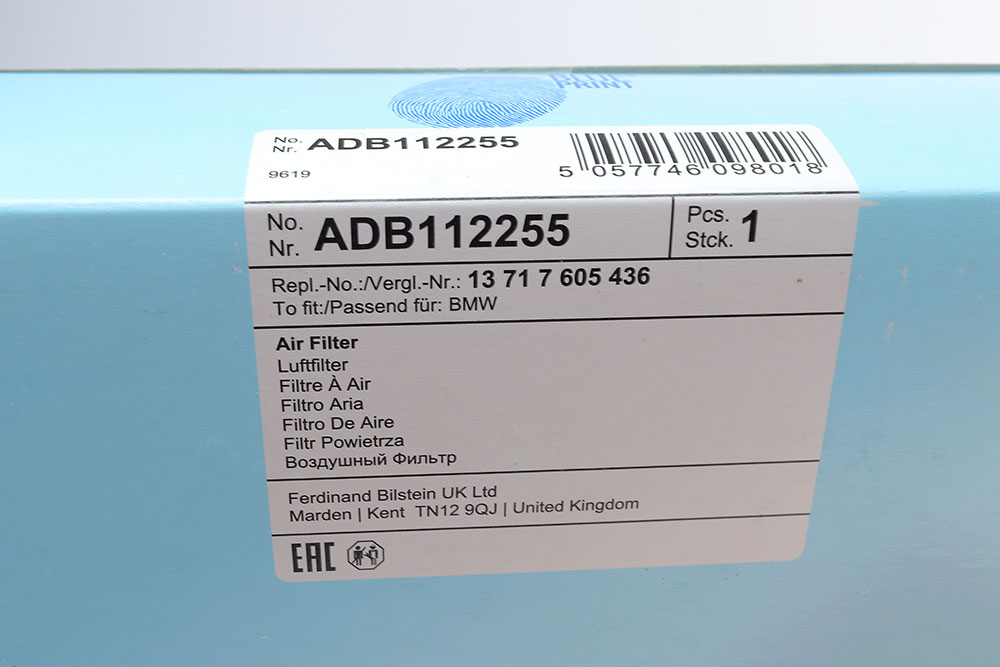 BLUE
PRINT
No.
Nr. ADB112255
9619
5 057746 098018
No.
Nr. ADB112255
Pcs.
Stck. 1
Repl.-No.:/Vergl.-Nr.: 13 71 7 605 436
To fit:/Passend für: BMW
Air Filter
Luftfilter
Filtre À Air
Filtro Aria
Filtro De Aire
Filtr Powietrza
Воздушный Фильтр
Ferdinand Bilstein UK Ltd
Marden | Kent TN12 9QJ | United Kingdom
EAC